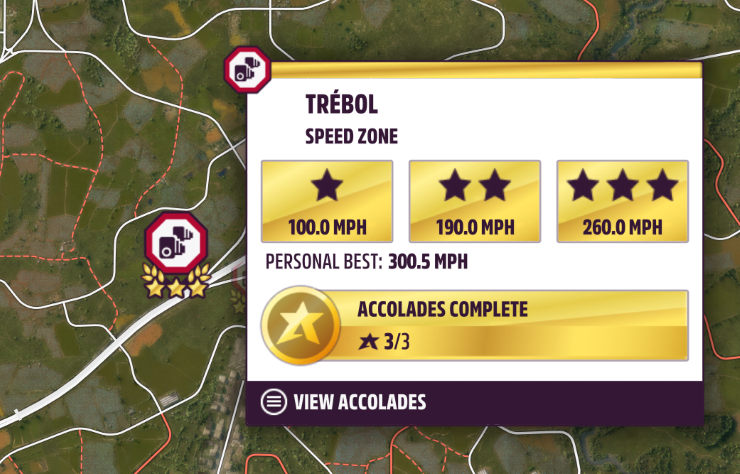 TRÉBOL
SPEED ZONE
100.0 MPH
190.0 MPH
260.0 MPH
PERSONAL BEST: 300.5 MPH
ACCOLADES COMPLETE
3/3
VIEW ACCOLADES